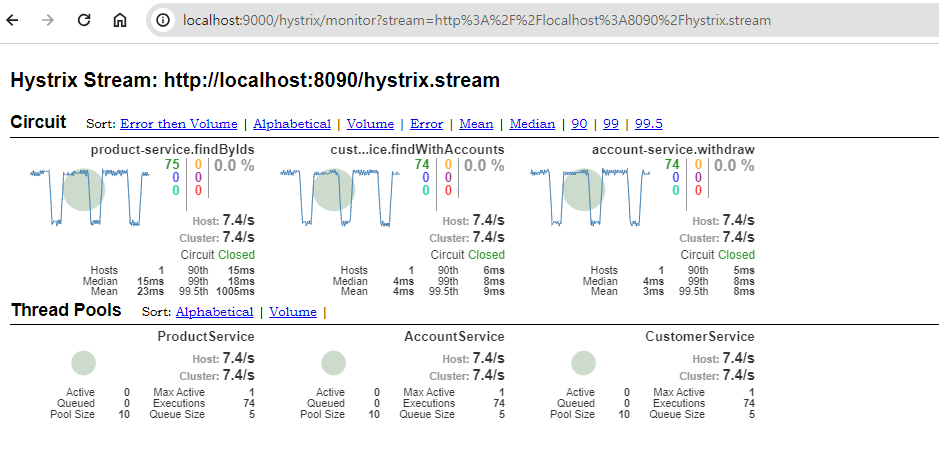 localhost:9000/hystrix/monitor?stream=http%3A%2F%2Flocalhost%3A8090%2Fhystrix.stream
Hystrix Stream: http://localhost:8090/hystrix.stream
Circuit Sort: Error then Volume | Alphabetical | Volume | Error | Mean | Median | 90 | 99 | 99.5
product-service.findByIds
75 0 0.0 %
0 0
0 0
Host: 7.4/s
Cluster: 7.4/s
Circuit Closed
Hosts 1 90th 15ms
Median 15ms 99th 18ms
Mean 23ms 99.5th 1005ms
cust...ice.findWithAccounts
74 0 0.0 %
0 0
0 0
Host: 7.4/s
Cluster: 7.4/s
Circuit Closed
Hosts 1 90th 6ms
Median 4ms 99th 8ms
Mean 4ms 99.5th 9ms
account-service.withdraw
74 0 0.0 %
0 0
0 0
Host: 7.4/s
Cluster: 7.4/s
Circuit Closed
Hosts 1 90th 5ms
Median 4ms 99th 8ms
Mean 3ms 99.5th 8ms
Thread Pools Sort: Alphabetical | Volume |
ProductService
Host: 7.4/s
Cluster: 7.4/s
Active 0 Max Active 1
Queued 0 Executions 74
Pool Size 10 Queue Size 5
AccountService
Host: 7.4/s
Cluster: 7.4/s
Active 0 Max Active 1
Queued 0 Executions 74
Pool Size 10 Queue Size 5
CustomerService
Host: 7.4/s
Cluster: 7.4/s
Active 0 Max Active 1
Queued 0 Executions 74
Pool Size 10 Queue Size 5